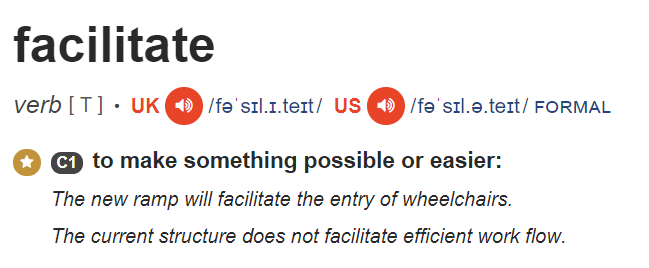 facilitate
verb [ T ] • UK /fəˈsɪl.ɪ.teɪt/ US /fəˈsɪl.ə.teɪt/ FORMAL
C1 to make something possible or easier:
The new ramp will facilitate the entry of wheelchairs.
The current structure does not facilitate efficient work flow.